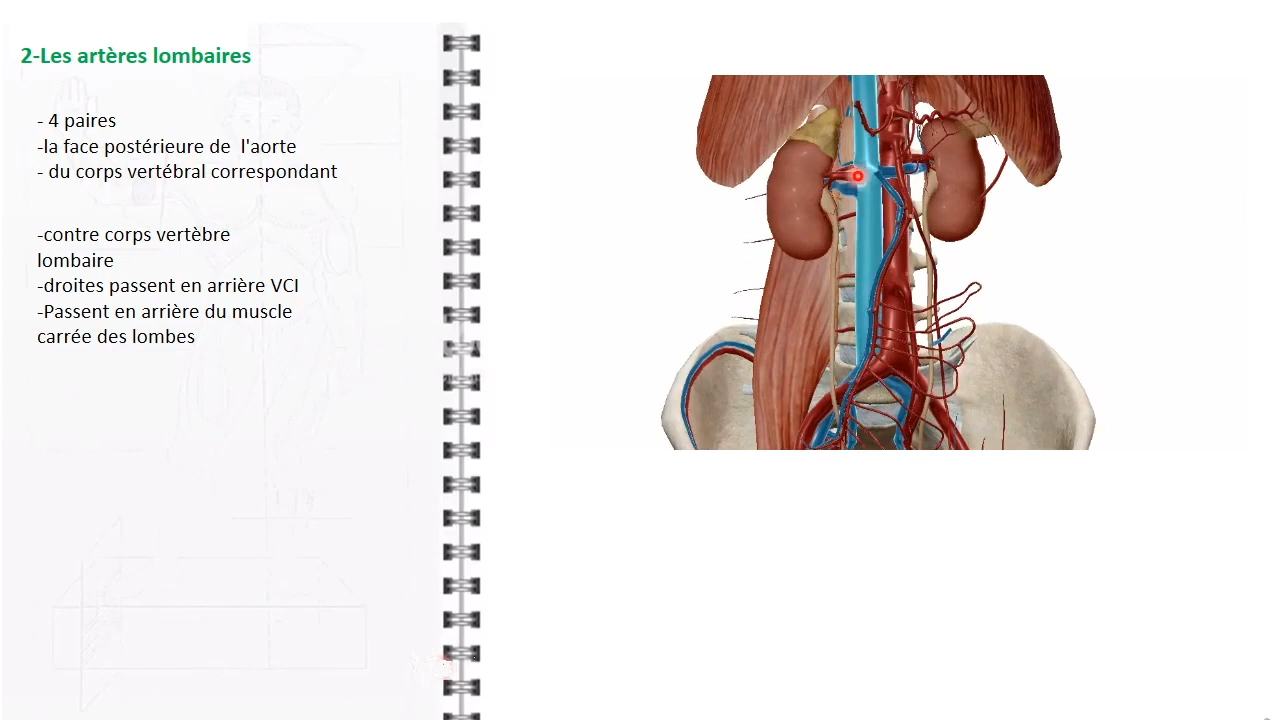 2-Les artères lombaires
- 4 paires
-la face postérieure de  l'aorte
- du corps vertébral correspondant
-contre corps vertèbre
lombaire
-droites passent en arrière VCI
-Passent en arrière du muscle
carrée des lombes